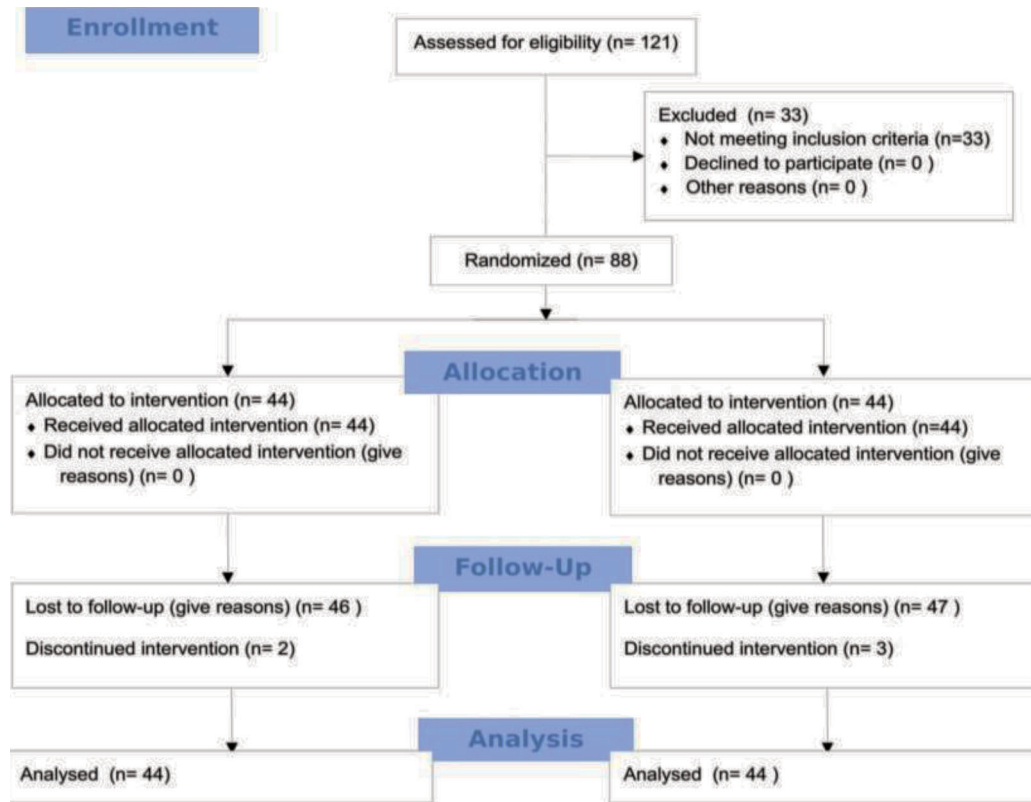 Enrollment
Assessed for eligibility (n= 121)
Excluded (n= 33)
♦ Not meeting inclusion criteria (n=33)
♦ Declined to participate (n= 0 )
♦ Other reasons (n= 0 )
Randomized (n= 88)
Allocation
Allocated to intervention (n= 44)
♦ Received allocated intervention (n= 44)
♦ Did not receive allocated intervention (give
reasons) (n= 0 )
Allocated to intervention (n= 44)
♦ Received allocated intervention (n=44)
♦ Did not receive allocated intervention (give
reasons) (n= 0 )
Follow-Up
Lost to follow-up (give reasons) (n= 46 )
Discontinued intervention (n= 2)
Lost to follow-up (give reasons) (n= 47 )
Discontinued intervention (n= 3)
Analysis
Analysed (n= 44)
Analysed (n= 44 )